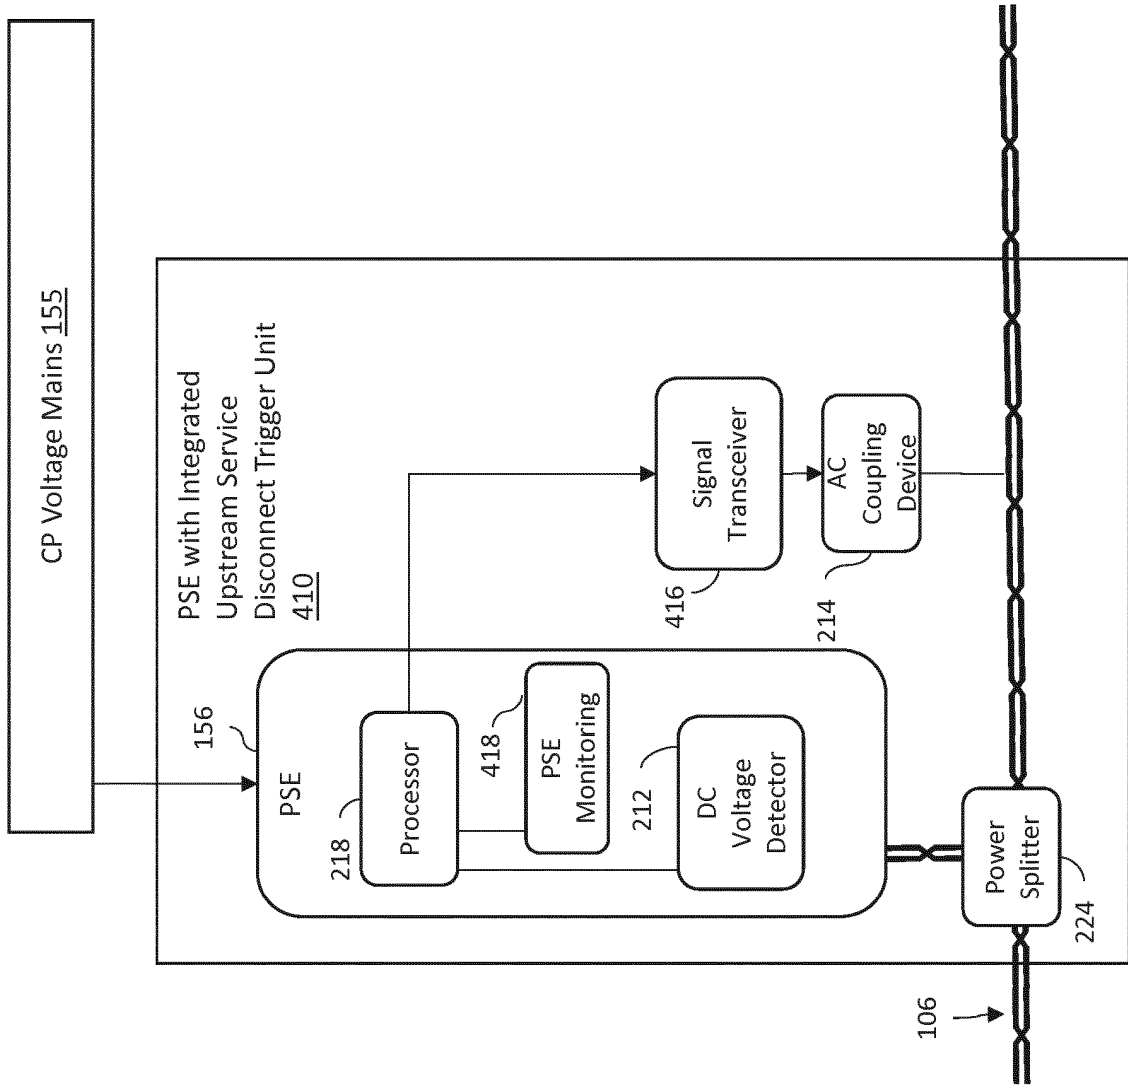 CP Voltage Mains 155
PSE with Integrated
Upstream Service
Disconnect Trigger Unit
410
156
PSE
218
Processor
418
PSE
Monitoring
212
DC
Voltage
Detector
416
Signal
Transceiver
214
AC
Coupling
Device
Power
Splitter
224
106